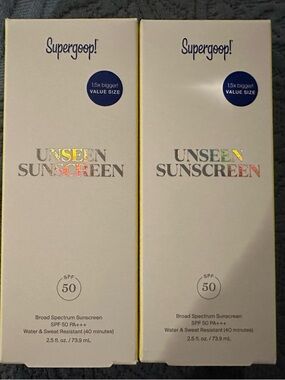 Supergoop!
1.5x bigger!
VALUE SIZE
UNSEEN
SUNSCREEN
SPF
50
Broad Spectrum Sunscreen
SPF 50 PA+++
Water & Sweat Resistant (40 minutes)
2.5 fl. oz. / 73.9 mL
Supergoop!
1.5x bigger!
VALUE SIZE
UNSEEN
SUNSCREEN
SPF
50
Broad Spectrum Sunscreen
SPF 50 PA+++
Water & Sweat Resistant (40 minutes)
2.5 fl. oz. / 73.9 mL